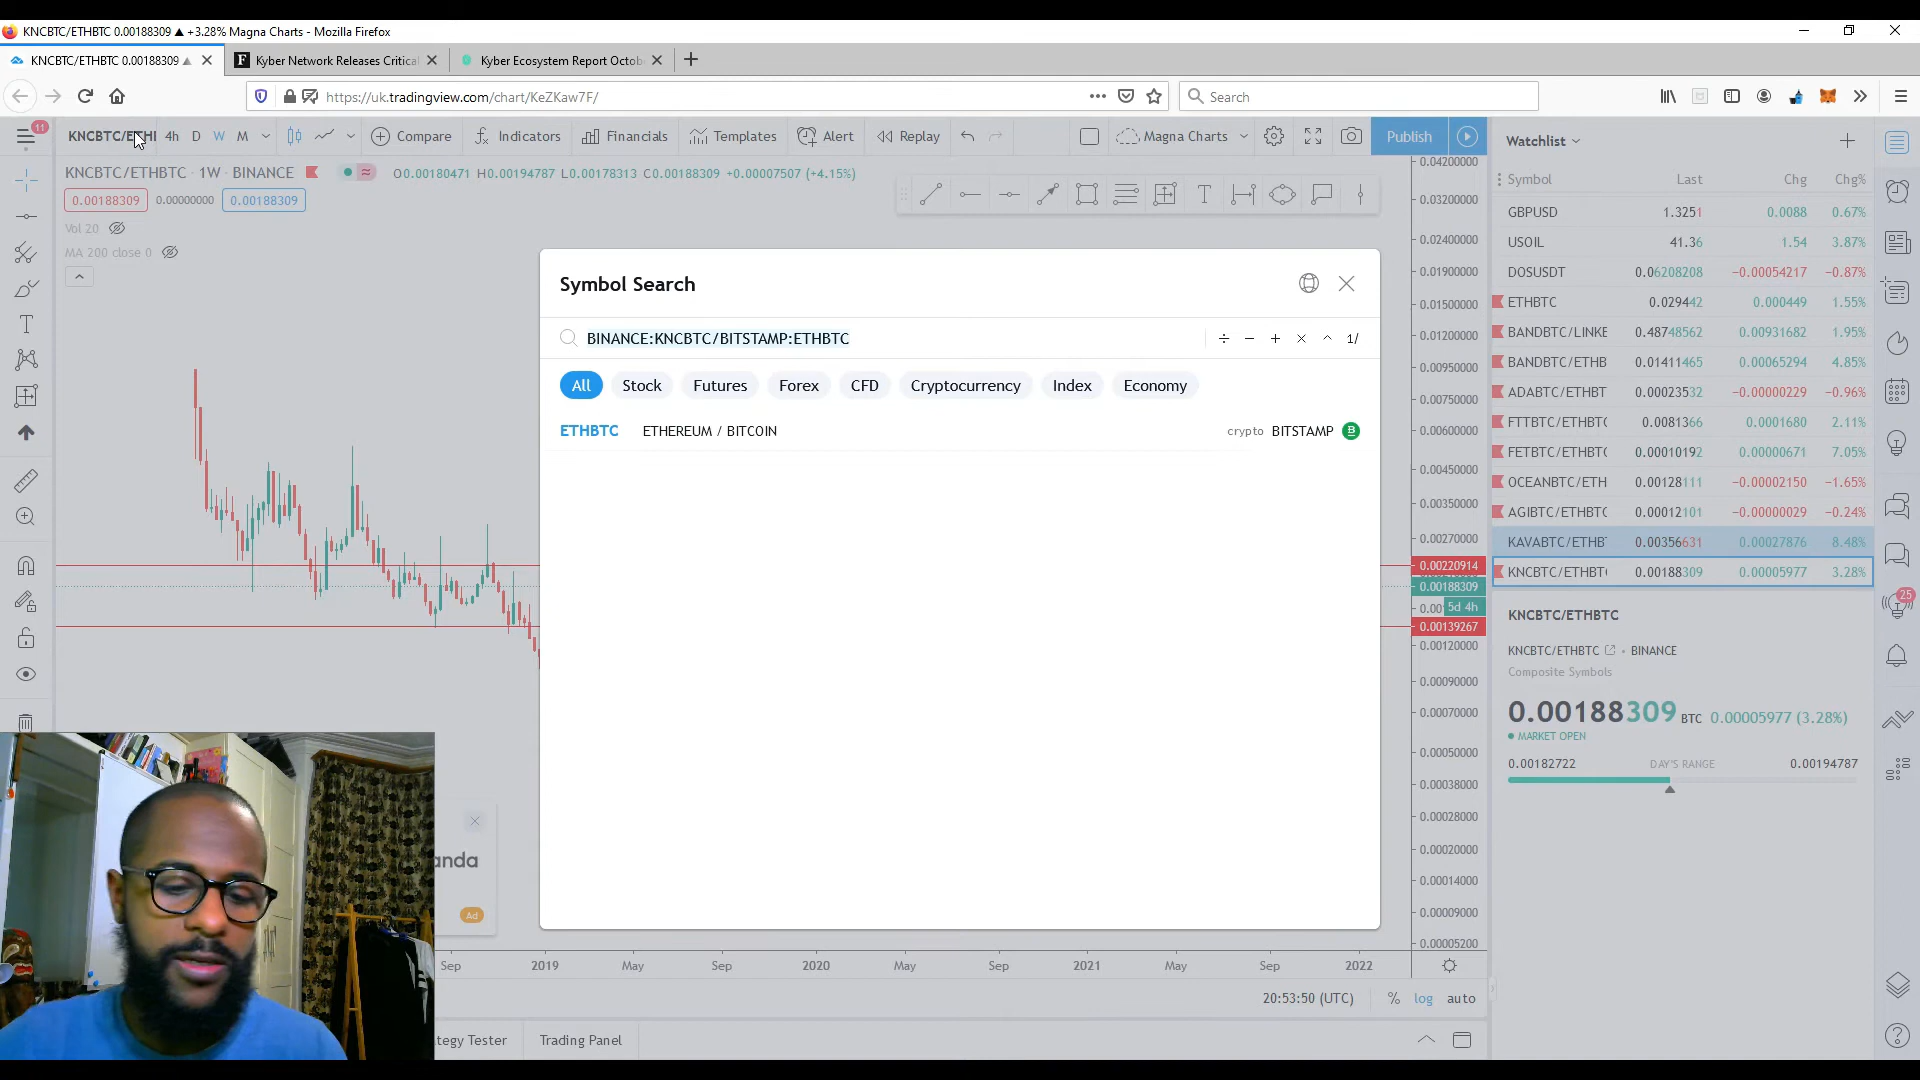 KNCBTC/ETHBTC 0.00188309 ▲ +3.28% Magna Charts - Mozilla Firefox
KNCBTC/ETHBTC 0.00188309 ▲
Kyber Network Releases Critical
Kyber Ecosystem Report Octob
https://uk.tradingview.com/chart/KeZKaw7F/
Search
11
KNCBTC/ETHI 4h D W M Compare Indicators Financials Templates Alert Replay Magna Charts Publish
KNCBTC/ETHBTC · 1W · BINANCE
O0.00180471 H0.00194787 L0.00178313 C0.00188309 +0.00007507 (+4.15%)
0.00188309 0.00000000 0.00188309
Vol 20
MA 200 close 0
Symbol Search
BINANCE:KNCBTC/BITSTAMP:ETHBTC
÷ − + × ^ 1/
All Stock Futures Forex CFD Cryptocurrency Index Economy
ETHBTC ETHEREUM / BITCOIN crypto BITSTAMP
0.04200000
0.03200000
0.02400000
0.01900000
0.01500000
0.01200000
0.00950000
0.00750000
0.00600000
0.00450000
0.00350000
0.00270000
0.00220914
0.00188309
5d 4h
0.00139267
0.00120000
0.00090000
0.00070000
0.00050000
0.00038000
0.00028000
0.00020000
0.00014000
0.00009000
0.00005200
Sep 2019 May Sep 2020 May Sep 2021 May Sep 2022
20:53:50 (UTC) % log auto
tegy Tester Trading Panel
anda
Ad
Watchlist
Symbol Last Chg Chg%
GBPUSD 1.3251 0.0088 0.67%
USOIL 41.36 1.54 3.87%
DOSUSDT 0.06208208 −0.00054217 −0.87%
ETHBTC 0.029442 0.000449 1.55%
BANDBTC/LINKE 0.48748562 0.00931682 1.95%
BANDBTC/ETHB 0.01411465 0.00065294 4.85%
ADABTC/ETHBT 0.00023532 −0.00000229 −0.96%
FTTBTC/ETHBTC 0.0081366 0.0001680 2.11%
FETBTC/ETHBTC 0.00010192 0.00000671 7.05%
OCEANBTC/ETH 0.00128111 −0.00002150 −1.65%
AGIBTC/ETHBTC 0.00012101 −0.00000029 −0.24%
KAVABTC/ETHB 0.00356631 0.00027876 8.48%
KNCBTC/ETHBT 0.00188309 0.00005977 3.28%
25
KNCBTC/ETHBTC
KNCBTC/ETHBTC • BINANCE
Composite Symbols
0.00188309 BTC 0.00005977 (3.28%)
MARKET OPEN
0.00182722 DAY'S RANGE 0.00194787